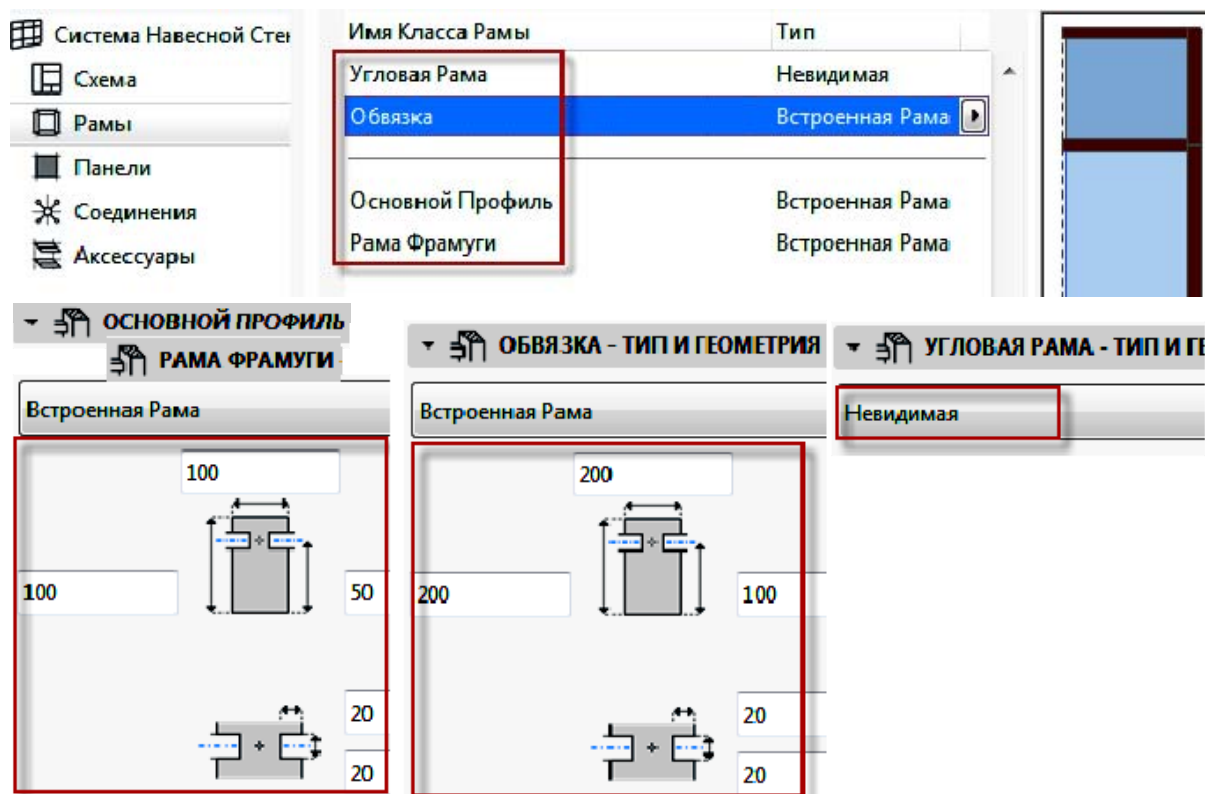 Система Навесной Стен
Схема
Рамы
Панели
Соединения
Аксессуары
Имя Класса Рамы Тип
Угловая Рама Невидимая
Обвязка Встроенная Рама
Основной Профиль Встроенная Рама
Рама Фрамуги Встроенная Рама
ОСНОВНОЙ ПРОФИЛЬ
РАМА ФРАМУГИ -
Встроенная Рама
100
100
50
20
20
ОБВЯЗКА - ТИП И ГЕОМЕТРИЯ
Встроенная Рама
200
200
100
20
20
УГЛОВАЯ РАМА - ТИП И ГЕ
Невидимая